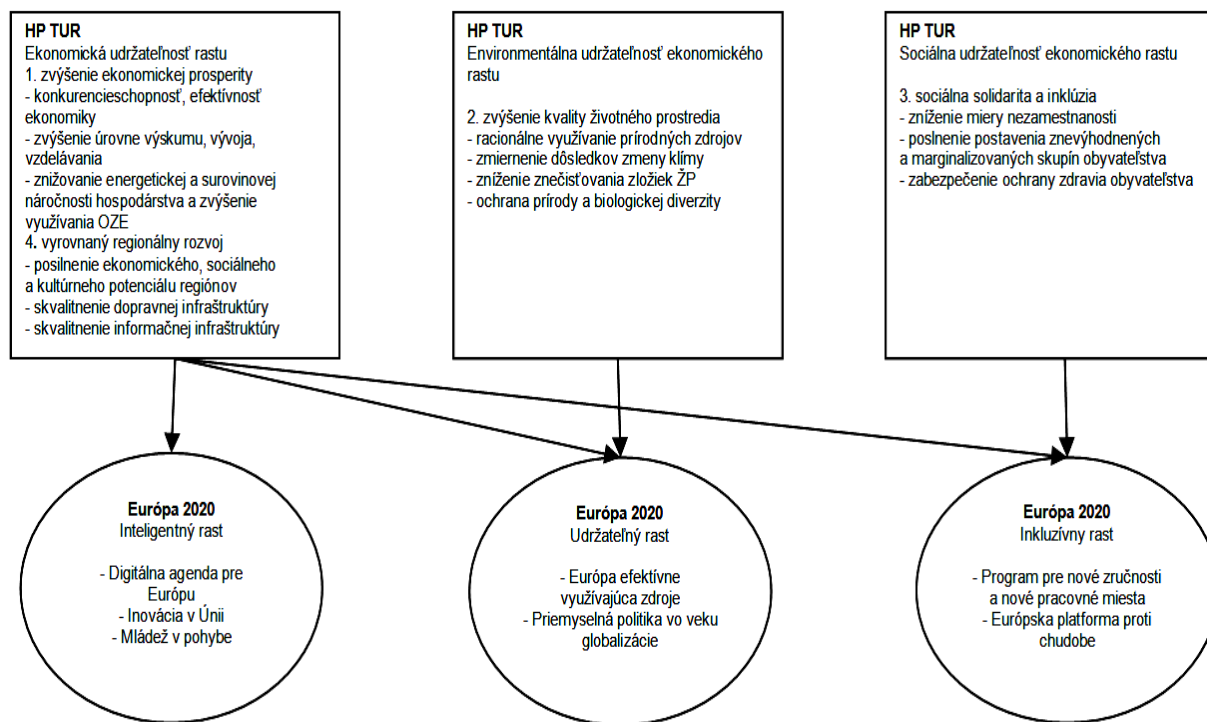 HP TUR
Ekonomická udržateľnosť rastu
1. zvýšenie ekonomickej prosperity
- konkurencieschopnosť, efektívnosť
ekonomiky
- zvýšenie úrovne výskumu, vývoja,
vzdelávania
- znižovanie energetickej a surovinovej
náročnosti hospodárstva a zvýšenie
využívania OZE
4. vyrovnaný regionálny rozvoj
- posilnenie ekonomického, sociálneho
a kultúrneho potenciálu regiónov
- skvalitnenie dopravnej infraštruktúry
- skvalitnenie informačnej infraštruktúry
HP TUR
Environmentálna udržateľnosť ekonomického
rastu
2. zvýšenie kvality životného prostredia
- racionálne využívanie prírodných zdrojov
- zmiernenie dôsledkov zmeny klímy
- zníženie znečisťovania zložiek ŽP
- ochrana prírody a biologickej diverzity
HP TUR
Sociálna udržateľnosť ekonomického rastu
3. sociálna solidarita a inklúzia
- zníženie miery nezamestnanosti
- poslnenie postavenia znevýhodnených
a marginalizovaných skupín obyvateľstva
- zabezpečenie ochrany zdravia obyvateľstva
Európa 2020
Inteligentný rast
- Digitálna agenda pre
Európu
- Inovácia v Únii
- Mládež v pohybe
Európa 2020
Udržateľný rast
- Európa efektívne
využívajúca zdroje
- Priemyselná politika vo veku
globalizácie
Európa 2020
Inkluzívny rast
- Program pre nové zručnosti
a nové pracovné miesta
- Európska platforma proti
chudobe